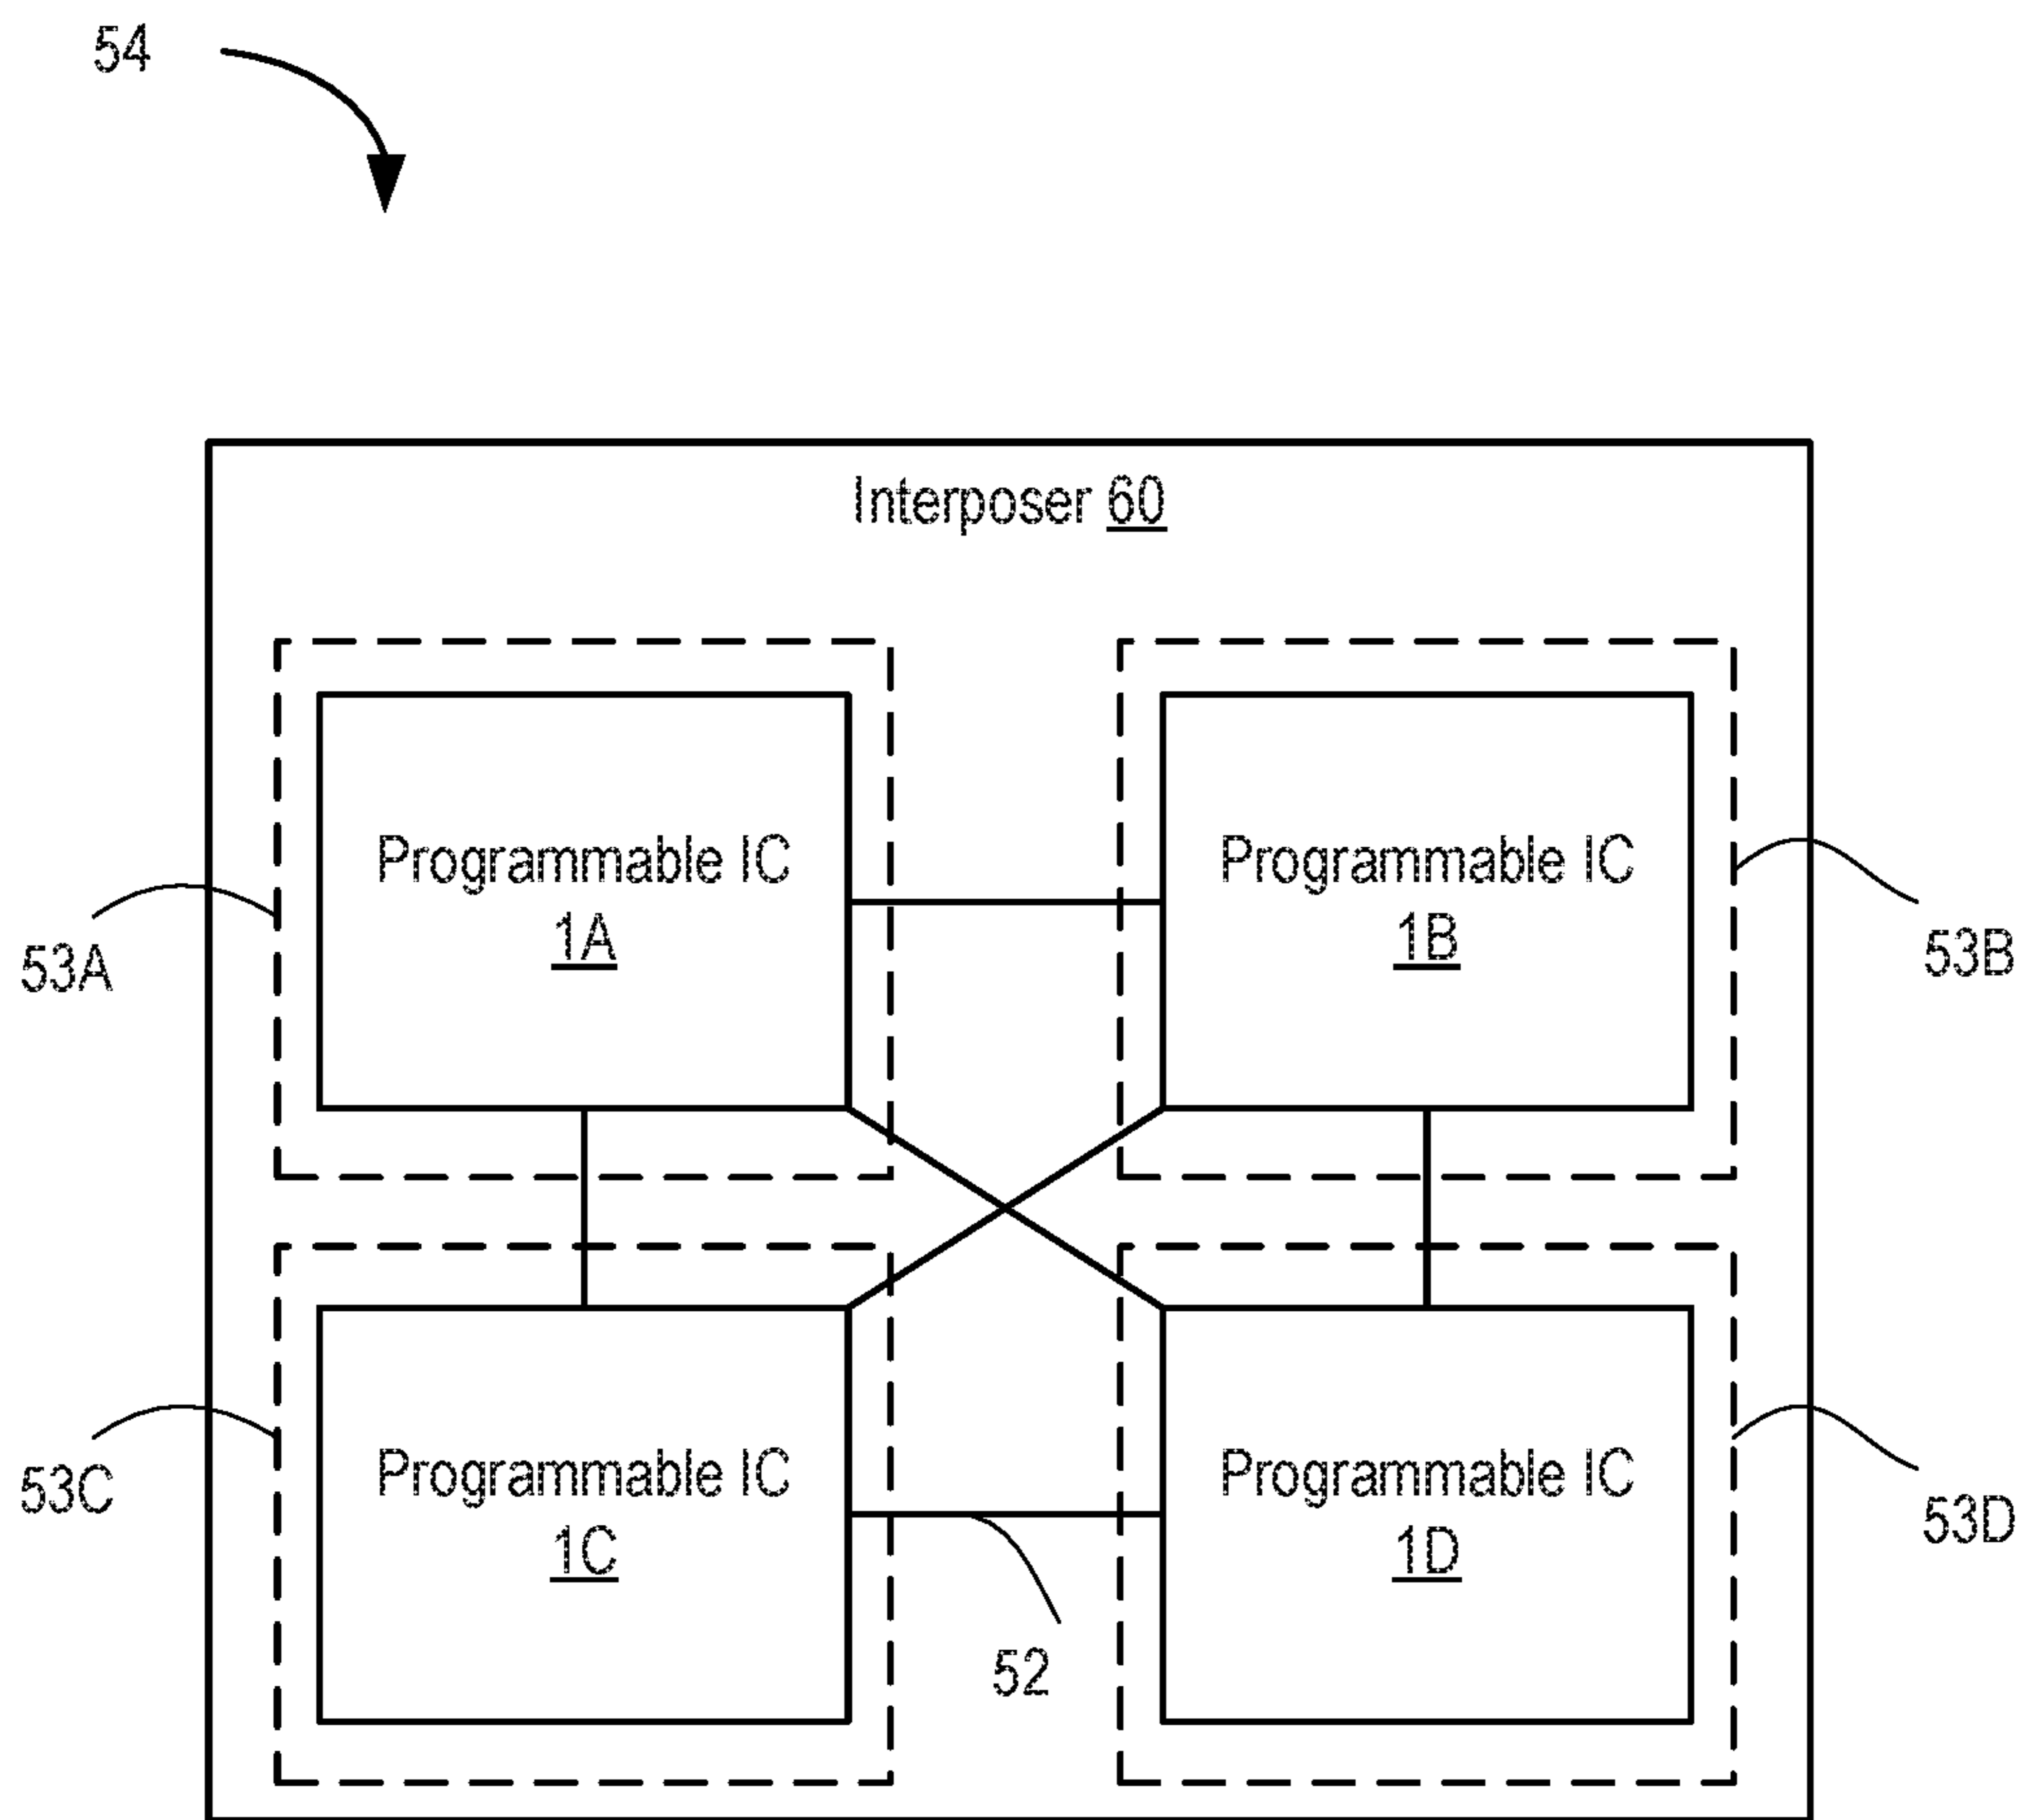 54
Interposer 60
Programmable IC
1A
Programmable IC
1B
53A
53B
Programmable IC
1C
Programmable IC
1D
53C
53D
52